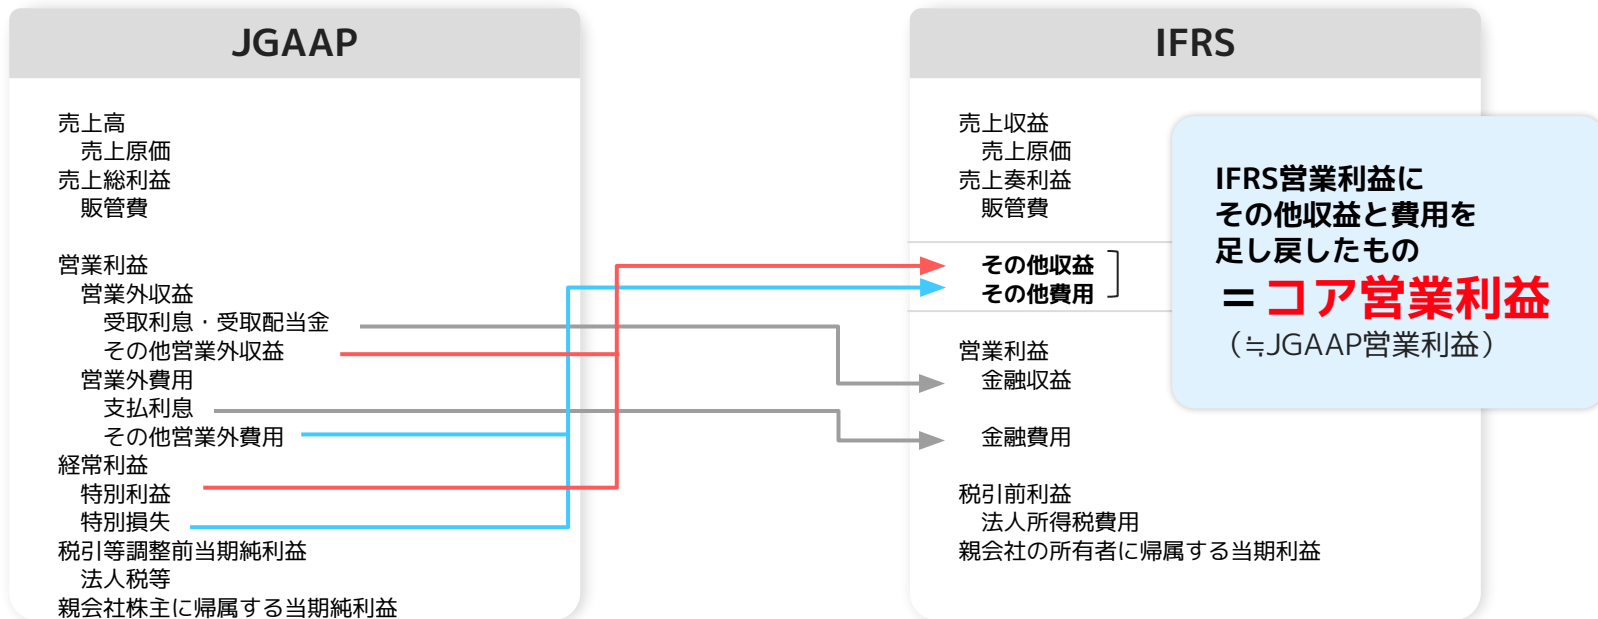 JGAAP
売上高
売上原価
売上総利益
販管費
営業利益
営業外収益
受取利息・受取配当金
その他営業外収益
営業外費用
支払利息
その他営業外費用
経常利益
特別利益
特別損失
税引等調整前当期純利益
法人税等
親会社株主に帰属する当期純利益
IFRS
売上収益
売上原価
売上奏利益
販管費
その他収益
その他費用
営業利益
金融収益
金融費用
税引前利益
法人所得税費用
親会社の所有者に帰属する当期利益
IFRS営業利益に
その他収益と費用を
足し戻したもの
＝コア営業利益
（≒JGAAP営業利益）